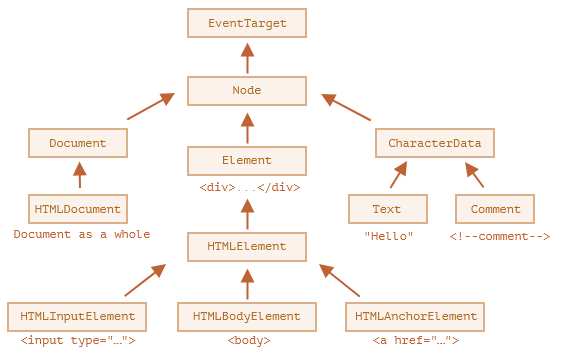 EventTarget
Node
Document
CharacterData
Element
<div>...</div>
HTMLDocument
Document as a whole
Text
"Hello"
Comment
<!--comment-->
HTMLElement
HTMLInputElement
<input type="…">
HTMLBodyElement
<body>
HTMLAnchorElement
<a href="…">